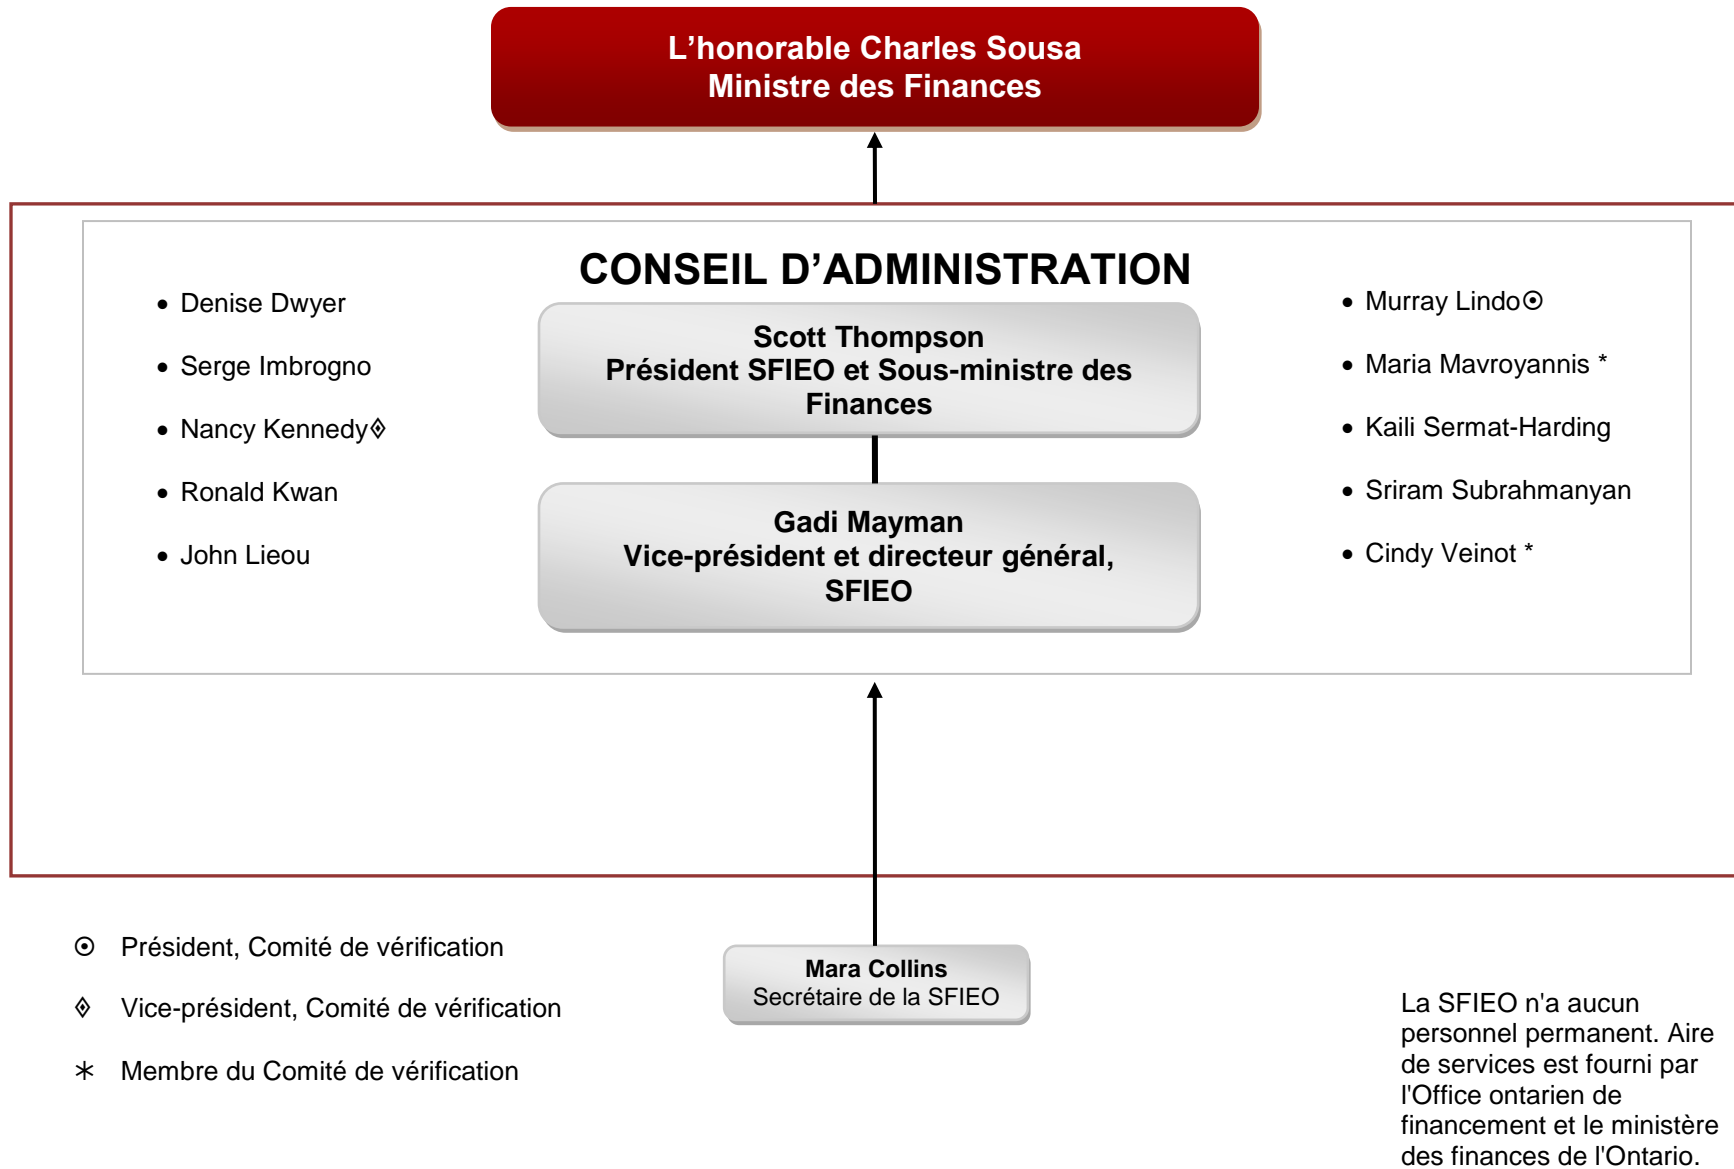 L’honorable Charles Sousa
Ministre des Finances
CONSEIL D’ADMINISTRATION
• Denise Dwyer
• Serge Imbrogno
• Nancy Kennedy◈
• Ronald Kwan
• John Lieou
Scott Thompson
Président SFIEO et Sous-ministre des
Finances
Gadi Mayman
Vice-président et directeur général,
SFIEO
• Murray Lindo⊙
• Maria Mavroyannis *
• Kaili Sermat-Harding
• Sriram Subrahmanyan
• Cindy Veinot *
⊙ Président, Comité de vérification
◈ Vice-président, Comité de vérification
* Membre du Comité de vérification
Mara Collins
Secrétaire de la SFIEO
La SFIEO n'a aucun
personnel permanent. Aire
de services est fourni par
l'Office ontarien de
financement et le ministère
des finances de l'Ontario.